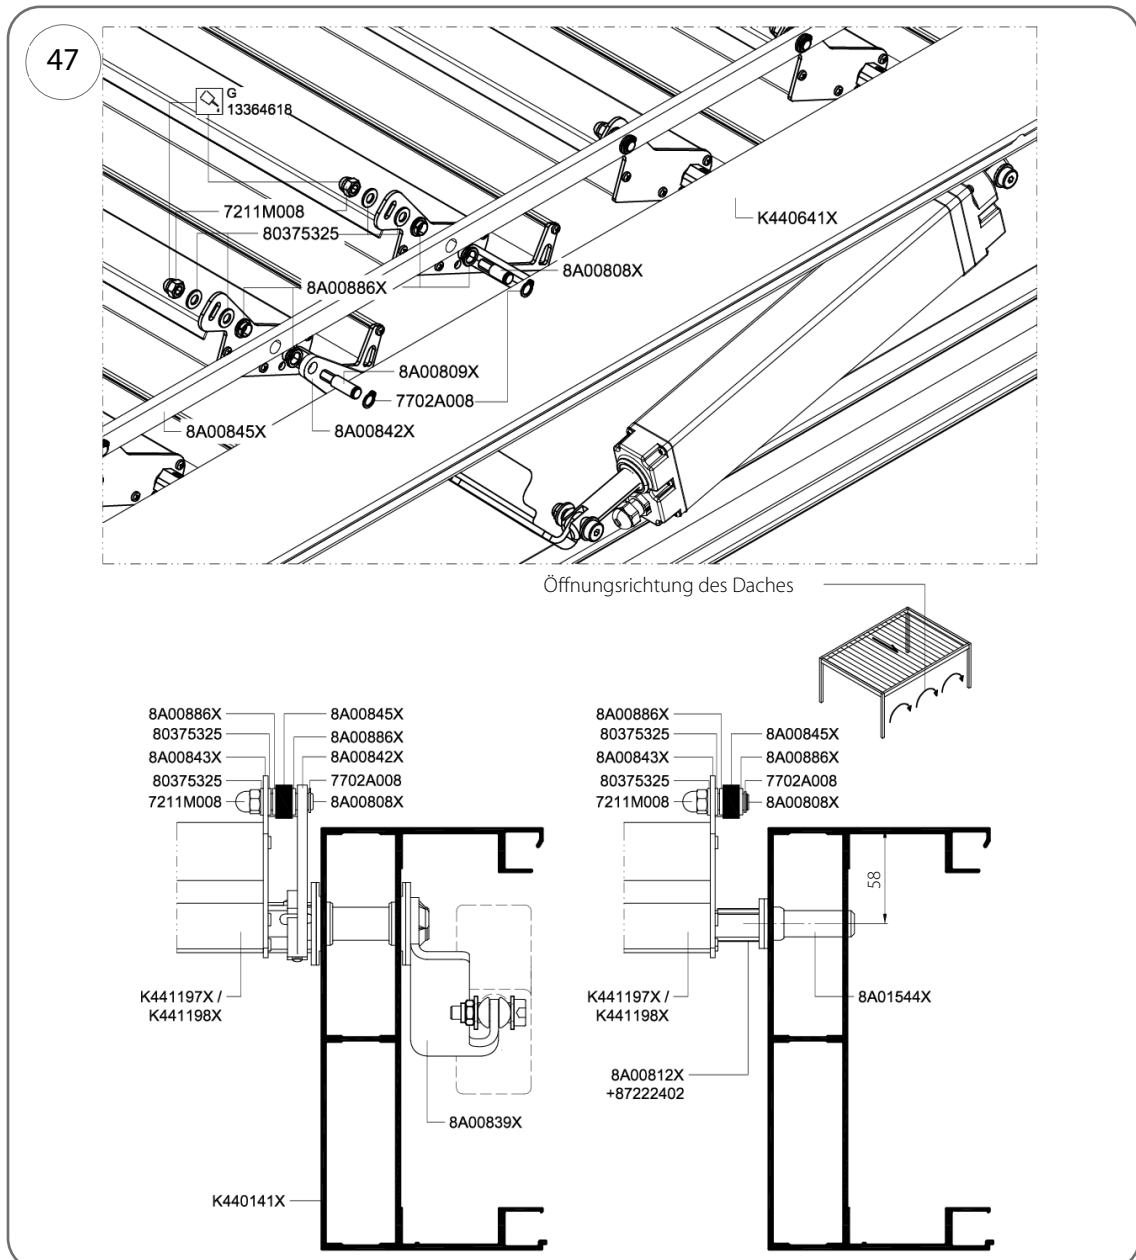 47
G
13364618
7211M008
80375325
8A00886X
K440641X
8A00808X
8A00809X
7702A008
8A00845X
8A00842X
Öffnungsrichtung des Daches
8A00886X
80375325
8A00843X
80375325
7211M008
8A00845X
8A00886X
8A00842X
7702A008
8A00808X
K441197X /
K441198X
8A00839X
K440141X
8A00886X
80375325
8A00843X
80375325
7211M008
8A00845X
8A00886X
7702A008
8A00808X
58
K441197X /
K441198X
8A01544X
8A00812X
+87222402